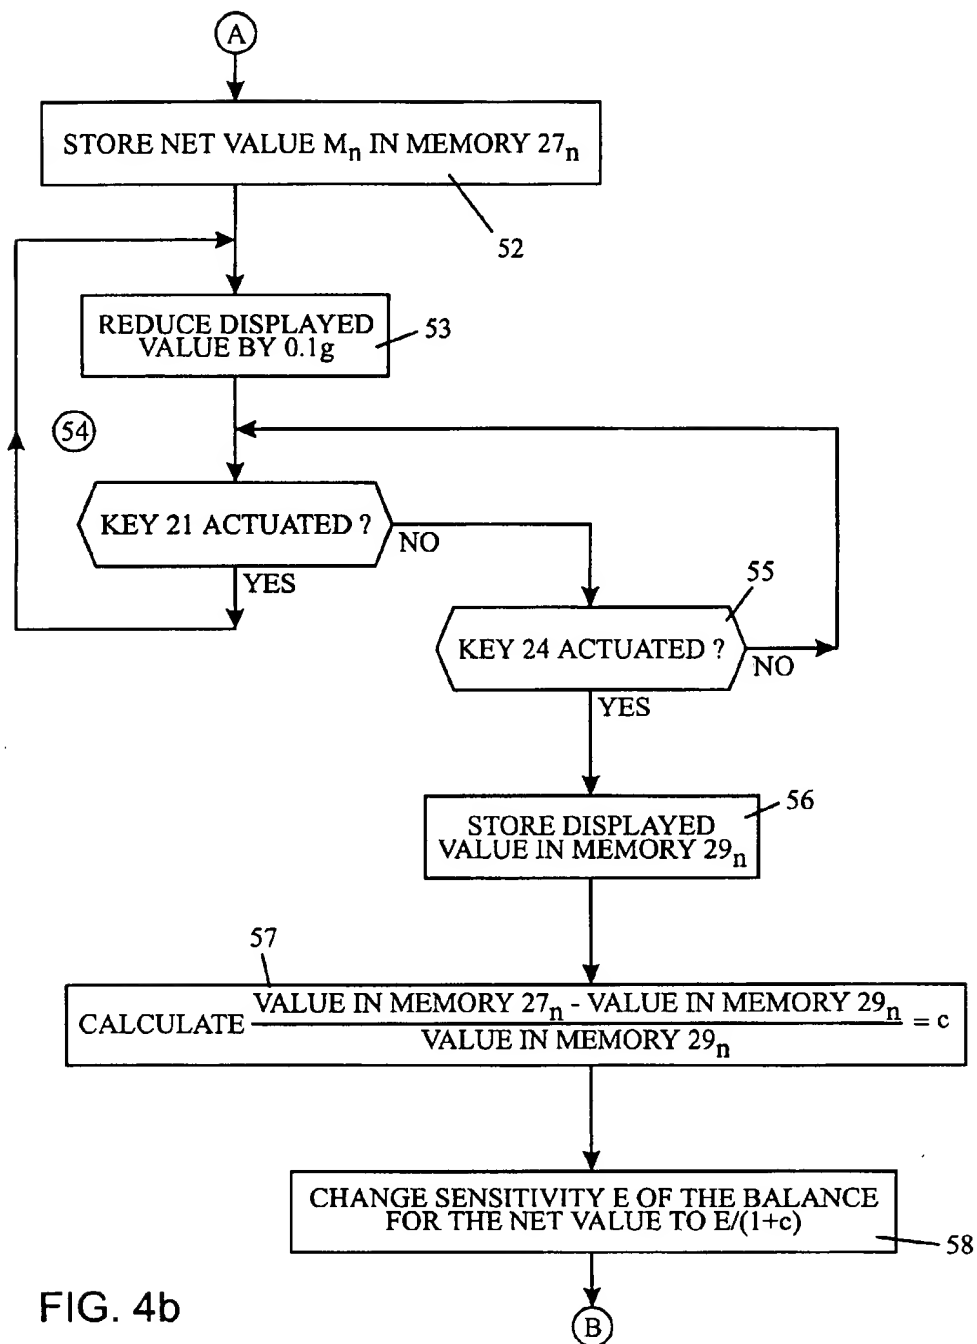 A
STORE NET VALUE Mn IN MEMORY 27n
52
REDUCE DISPLAYED
VALUE BY 0.1g
53
54
KEY 21 ACTUATED ?
NO
YES
55
KEY 24 ACTUATED ?
NO
YES
56
STORE DISPLAYED
VALUE IN MEMORY 29n
57
CALCULATE VALUE IN MEMORY 27n - VALUE IN MEMORY 29n = c
VALUE IN MEMORY 29n
CHANGE SENSITIVITY E OF THE BALANCE
FOR THE NET VALUE TO E/(1+c)
58
B
FIG. 4b